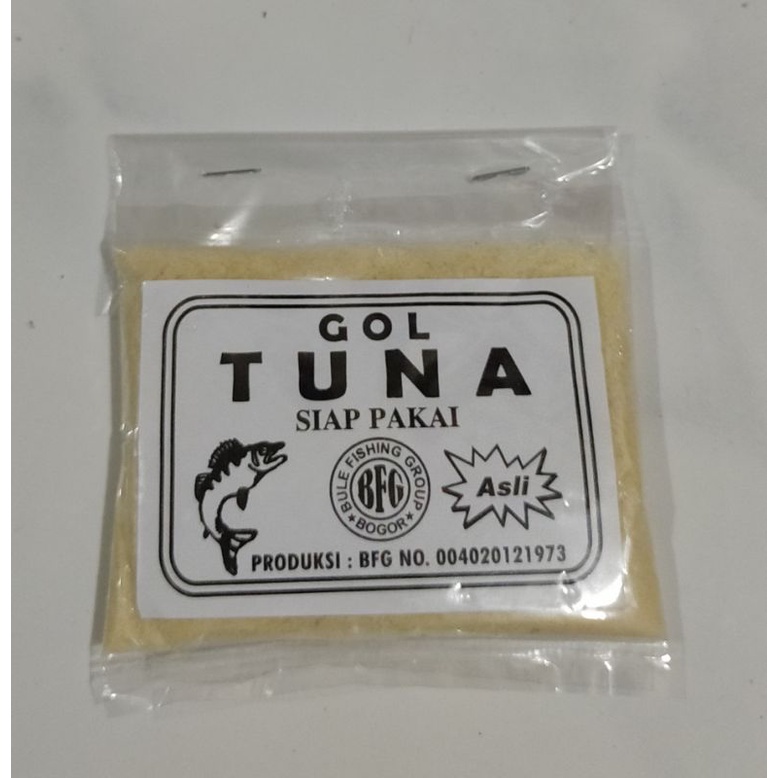 GOL
TUNA
SIAP PAKAI
BULE FISHING GROUP
BFG
★ BOGOR ★
Asli
PRODUKSI : BFG NO. 004020121973